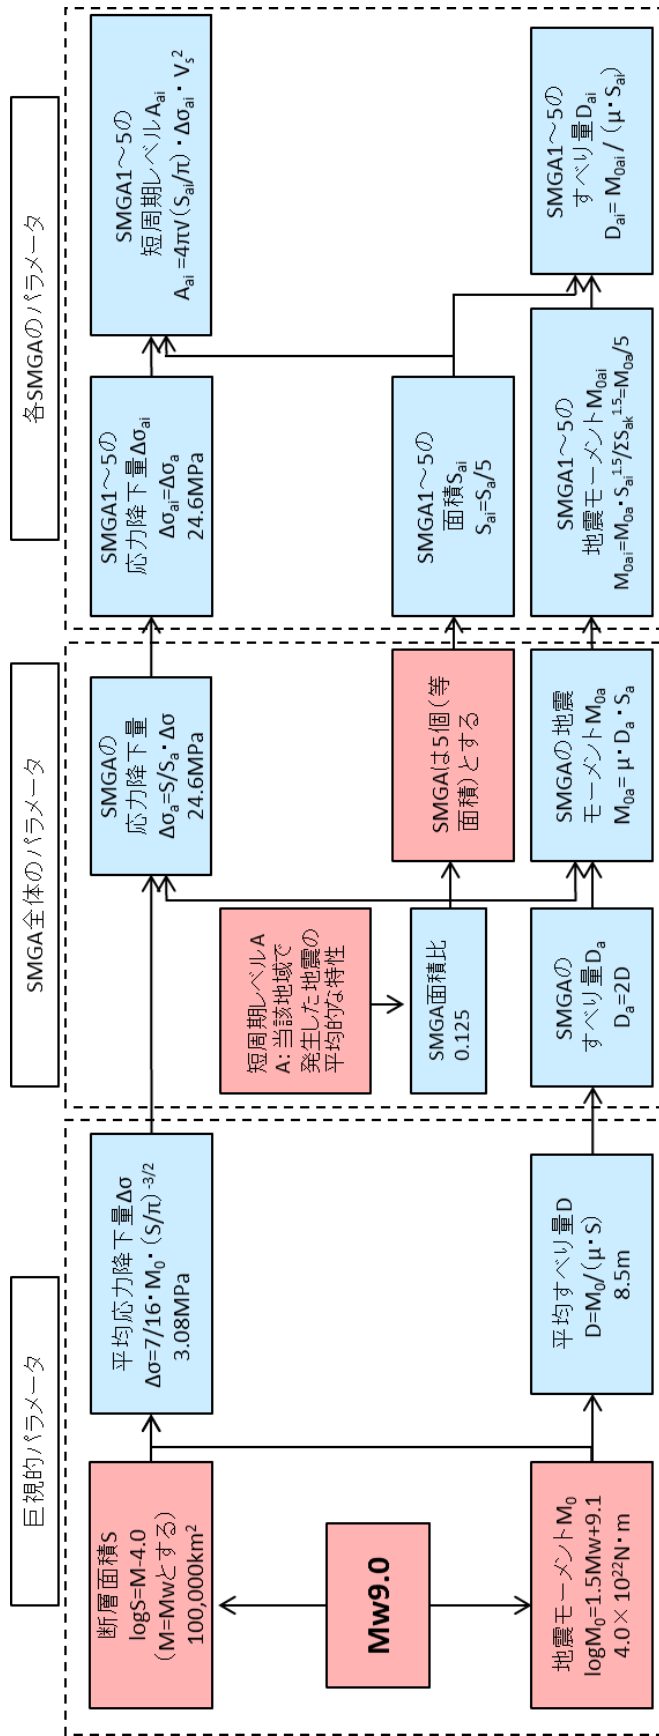 巨視的パラメータ
断層面積S
logS=M-4.0
(M=Mwとする)
100,000km²
Mw9.0
地震モーメントM₀
logM₀=1.5Mw+9.1
4.0×10²²N・m
平均応力降下量Δσ
Δσ=7/16・M₀・(S/π)⁻³/²
3.08MPa
平均すべり量D
D=M₀/(μ・S)
8.5m
SMGA全体のパラメータ
SMGAの
応力降下量
Δσₐ=S/Sₐ・Δσ
24.6MPa
短周期レベルA
A:当該地域で
発生した地震の
平均的な特性
SMGA面積比
0.125
SMGAは5個(等
面積)とする
SMGAの
すべり量Dₐ
Dₐ=2D
SMGAの地震
モーメントM₀ₐ
M₀ₐ= μ・Dₐ・Sₐ
各SMGAのパラメータ
SMGA1～5の
応力降下量Δσₐᵢ
Δσₐᵢ=Δσₐ
24.6MPa
SMGA1～5の
短周期レベルAₐᵢ
Aₐᵢ=4π√(Sₐᵢ/π)・Δσₐᵢ・Vₛ²
SMGA1～5の
面積Sₐᵢ
Sₐᵢ=Sₐ/5
SMGA1～5の
地震モーメントM₀ₐᵢ
M₀ₐᵢ=M₀ₐ・Sₐᵢ¹·⁵/ΣSₐₖ¹·⁵=M₀ₐ/5
SMGA1～5の
すべり量Dₐᵢ
Dₐᵢ= M₀ₐᵢ/(μ・Sₐᵢ)